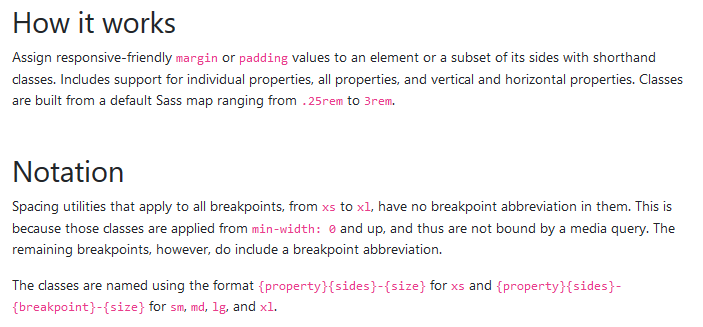 How it works
Assign responsive-friendly margin or padding values to an element or a subset of its sides with shorthand
classes. Includes support for individual properties, all properties, and vertical and horizontal properties. Classes
are built from a default Sass map ranging from .25rem to 3rem.
Notation
Spacing utilities that apply to all breakpoints, from xs to xl, have no breakpoint abbreviation in them. This is
because those classes are applied from min-width: 0 and up, and thus are not bound by a media query. The
remaining breakpoints, however, do include a breakpoint abbreviation.
The classes are named using the format {property}{sides}-{size} for xs and {property}{sides}-
{breakpoint}-{size} for sm, md, lg, and xl.